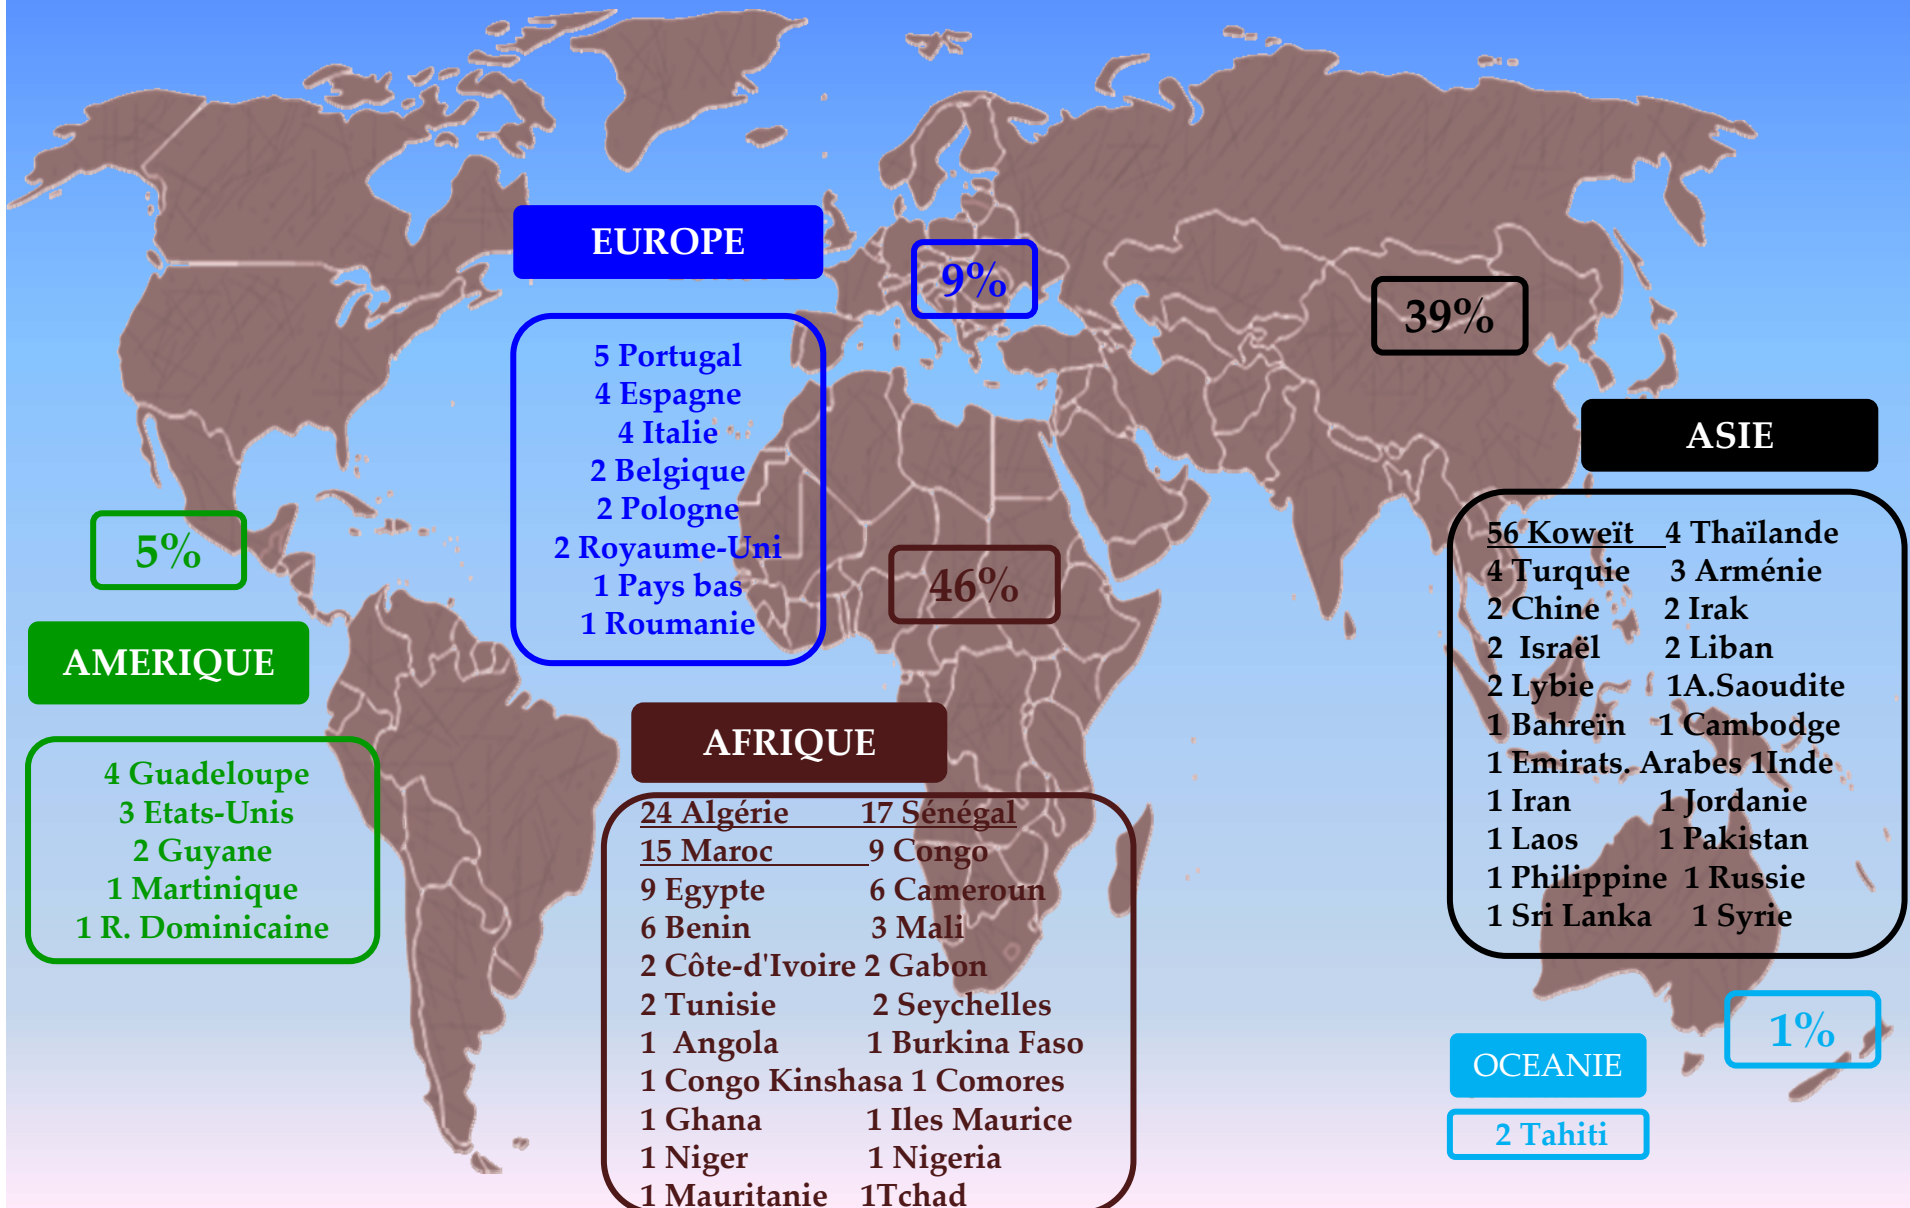 EUROPE
9%
5 Portugal
4 Espagne
4 Italie
2 Belgique
2 Pologne
2 Royaume-Uni
1 Pays bas
1 Roumanie
39%
ASIE
56 Koweït 4 Thaïlande
4 Turquie 3 Arménie
2 Chine 2 Irak
2 Israël 2 Liban
2 Lybie 1A.Saoudite
1 Bahreïn 1 Cambodge
1 Emirats. Arabes 1Inde
1 Iran 1 Jordanie
1 Laos 1 Pakistan
1 Philippine 1 Russie
1 Sri Lanka 1 Syrie
5%
AMERIQUE
4 Guadeloupe
3 Etats-Unis
2 Guyane
1 Martinique
1 R. Dominicaine
46%
AFRIQUE
24 Algérie 17 Sénégal
15 Maroc 9 Congo
9 Egypte 6 Cameroun
6 Benin 3 Mali
2 Côte-d'Ivoire 2 Gabon
2 Tunisie 2 Seychelles
1 Angola 1 Burkina Faso
1 Congo Kinshasa 1 Comores
1 Ghana 1 Iles Maurice
1 Niger 1 Nigeria
1 Mauritanie 1Tchad
1%
OCEANIE
2 Tahiti